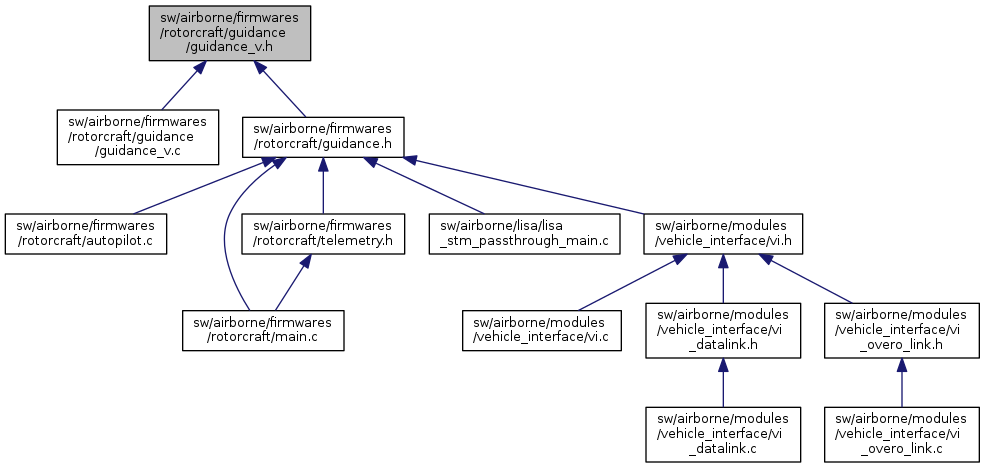 sw/airborne/firmwares
/rotorcraft/guidance
/guidance_v.h
sw/airborne/firmwares
/rotorcraft/guidance
/guidance_v.c
sw/airborne/firmwares
/rotorcraft/guidance.h
sw/airborne/firmwares
/rotorcraft/autopilot.c
sw/airborne/firmwares
/rotorcraft/telemetry.h
sw/airborne/lisa/lisa
_stm_passthrough_main.c
sw/airborne/modules
/vehicle_interface/vi.h
sw/airborne/firmwares
/rotorcraft/main.c
sw/airborne/modules
/vehicle_interface/vi.c
sw/airborne/modules
/vehicle_interface/vi
_datalink.h
sw/airborne/modules
/vehicle_interface/vi
_overo_link.h
sw/airborne/modules
/vehicle_interface/vi
_datalink.c
sw/airborne/modules
/vehicle_interface/vi
_overo_link.c